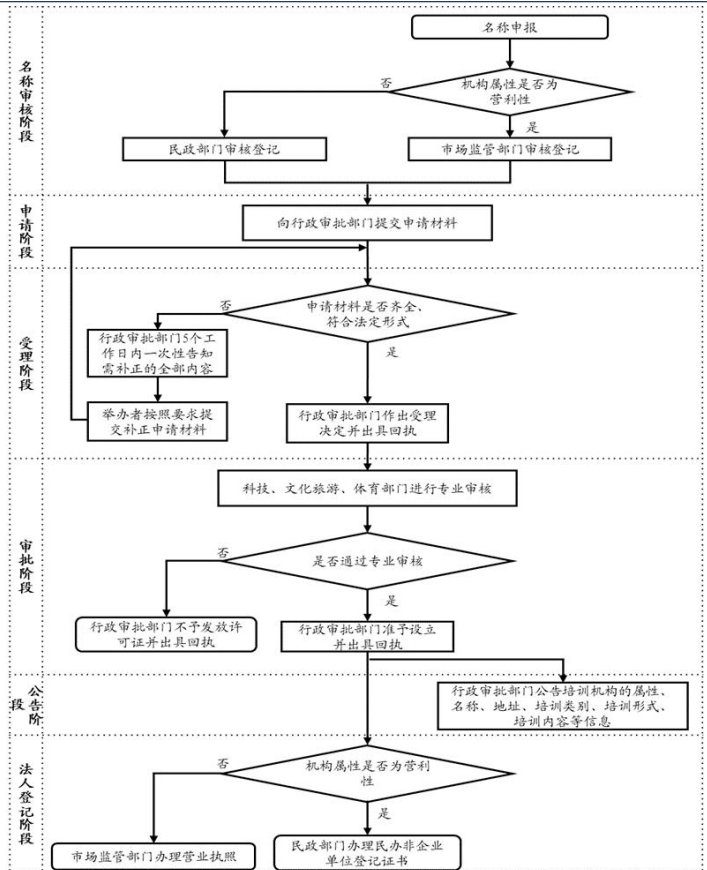 名称审核阶段
名称申报
机构属性是否为
营利性
否
是
民政部门审核登记
市场监管部门审核登记
申请阶段
向行政审批部门提交申请材料
受理阶段
申请材料是否齐全、
符合法定形式
否
是
行政审批部门5个工
作日内一次性告知
需补正的全部内容
举办者按照要求提
交补正申请材料
行政审批部门作出受理
决定并出具回执
审批阶段
科技、文化旅游、体育部门进行专业审核
是否通过专业审核
否
是
行政审批部门不予发放许
可证并出具回执
行政审批部门准予设立
并出具回执
公告阶段
行政审批部门公告培训机构的属性、
名称、地址、培训类别、培训形式、
培训内容等信息
法人登记阶段
机构属性是否为营利
性
否
是
市场监管部门办理营业执照
民政部门办理民办非企业
单位登记证书